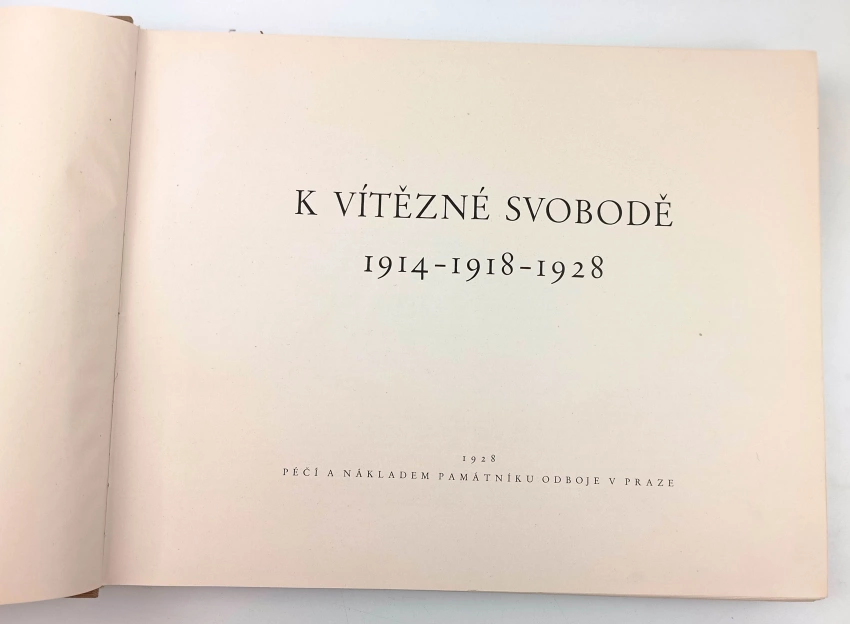 K VÍTĚZNÉ SVOBODĚ
1914-1918-1928
1928
PÉČÍ A NÁKLADEM PAMÁTNÍKU ODBOJE V PRAZE